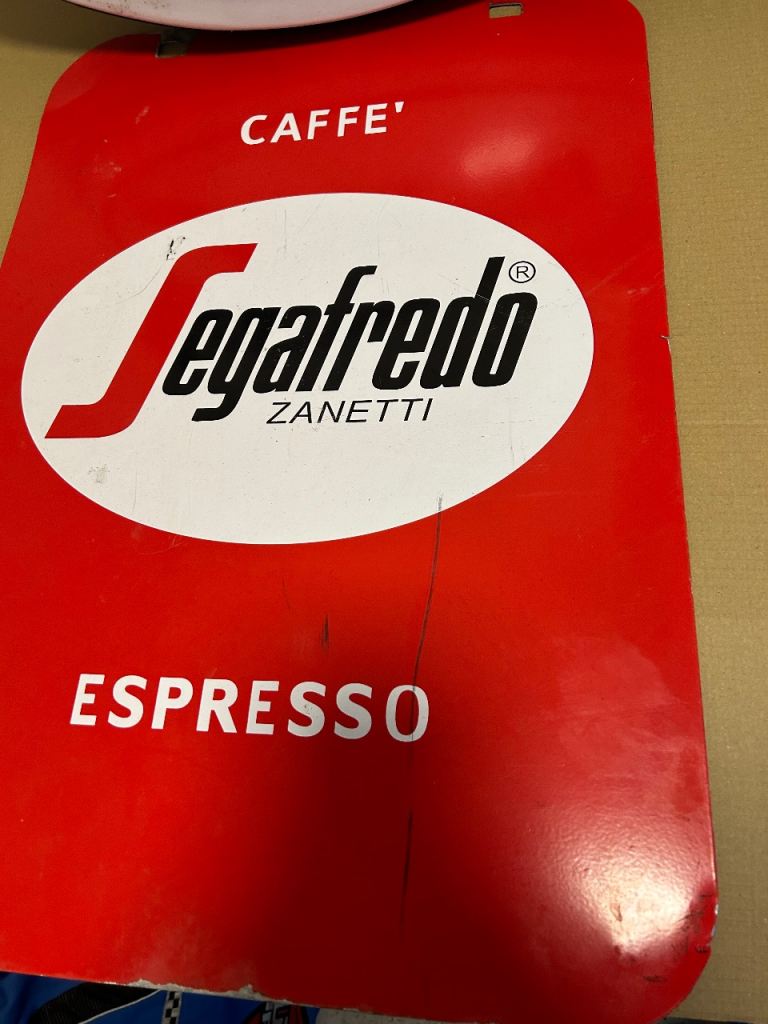 CAFFE'
Segafredo®
ZANETTI
ESPRESSO